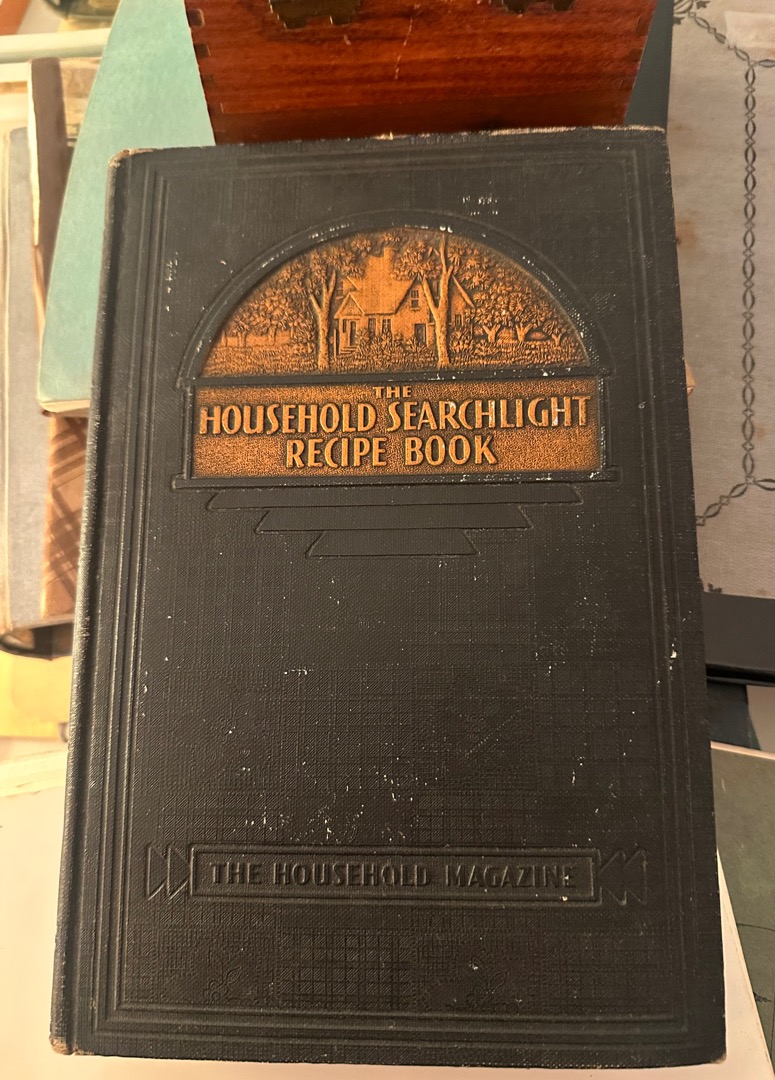 THE
HOUSEHOLD SEARCHLIGHT
RECIPE BOOK
THE HOUSEHOLD MAGAZINE